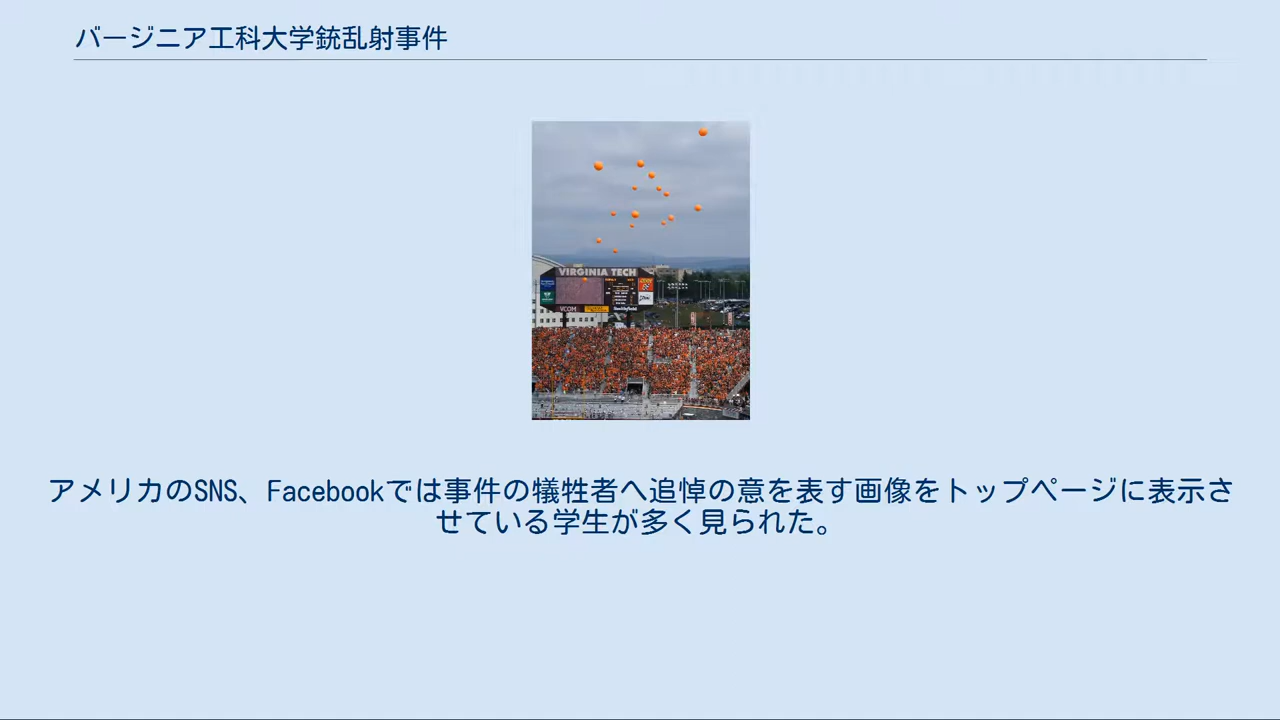 バージニア工科大学銃乱射事件
VIRGINIA TECH
VCOM
アメリカのSNS、Facebookでは事件の犠牲者へ追悼の意を表す画像をトップページに表示さ
せている学生が多く見られた。